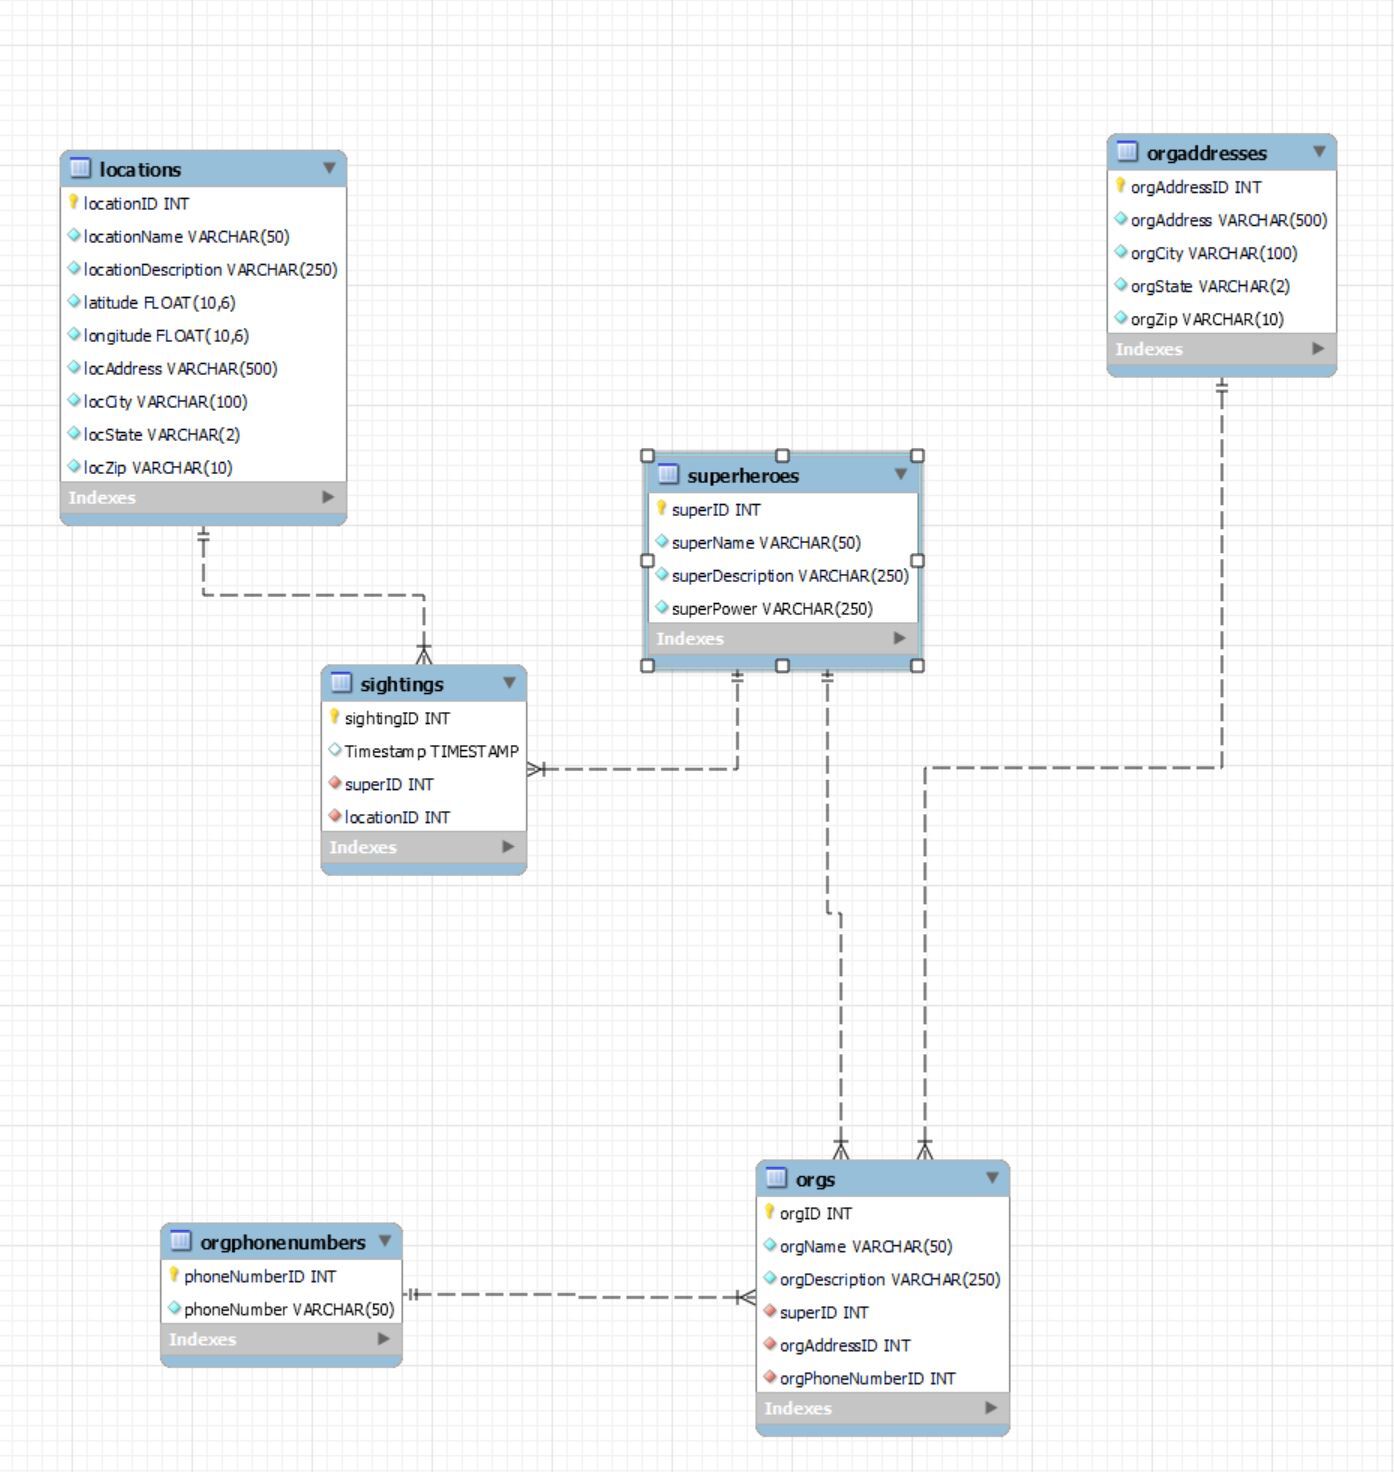 locations
locationID INT
locationName VARCHAR(50)
locationDescription VARCHAR(250)
latitude FLOAT(10,6)
longitude FLOAT(10,6)
locAddress VARCHAR(500)
locCity VARCHAR(100)
locState VARCHAR(2)
locZip VARCHAR(10)
Indexes
orgaddresses
orgAddressID INT
orgAddress VARCHAR(500)
orgCity VARCHAR(100)
orgState VARCHAR(2)
orgZip VARCHAR(10)
Indexes
superheroes
superID INT
superName VARCHAR(50)
superDescription VARCHAR(250)
superPower VARCHAR(250)
Indexes
sightings
sightingID INT
Timestamp TIMESTAMP
superID INT
locationID INT
Indexes
orgphonenumbers
phoneNumberID INT
phoneNumber VARCHAR(50)
Indexes
orgs
orgID INT
orgName VARCHAR(50)
orgDescription VARCHAR(250)
superID INT
orgAddressID INT
orgPhoneNumberID INT
Indexes